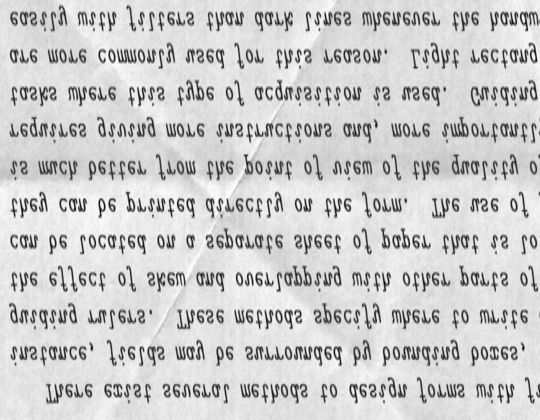 There exist several methods to design forms with fi
instance, fields may be surrounded by bounding boxes,
guiding rulers. These methods specify where to write
the effect of skew and overlapping with other parts of
can be located on a separate sheet of paper that is lo
they can be printed directly on the form. The use of
is much better from the point of view of the quality o
requires giving more instructions and, more importantl
tasks where this type of acquisition is used. Guiding
are more commonly used for this reason. Light rectang
easily with filters than dark lines whenever the handw